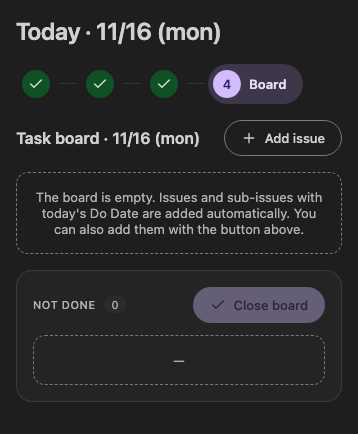 Today · 11/16 (mon)
4 Board
Task board · 11/16 (mon)
+ Add issue
The board is empty. Issues and sub-issues with
today's Do Date are added automatically. You
can also add them with the button above.
NOT DONE 0
Close board
—